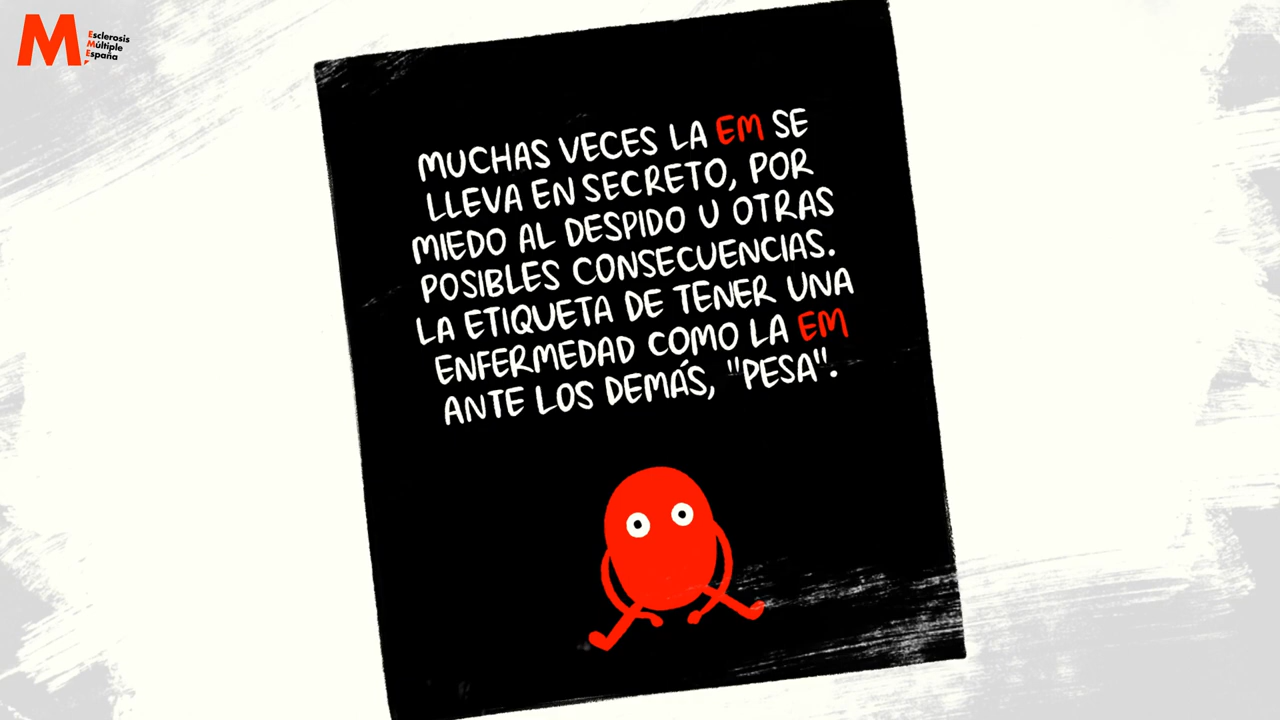 M
Esclerosis
Múltiple
España
MUCHAS VECES LA EM SE
LLEVA EN SECRETO, POR
MIEDO AL DESPIDO U OTRAS
POSIBLES CONSECUENCIAS.
LA ETIQUETA DE TENER UNA
ENFERMEDAD COMO LA EM
ANTE LOS DEMÁS, "PESA".